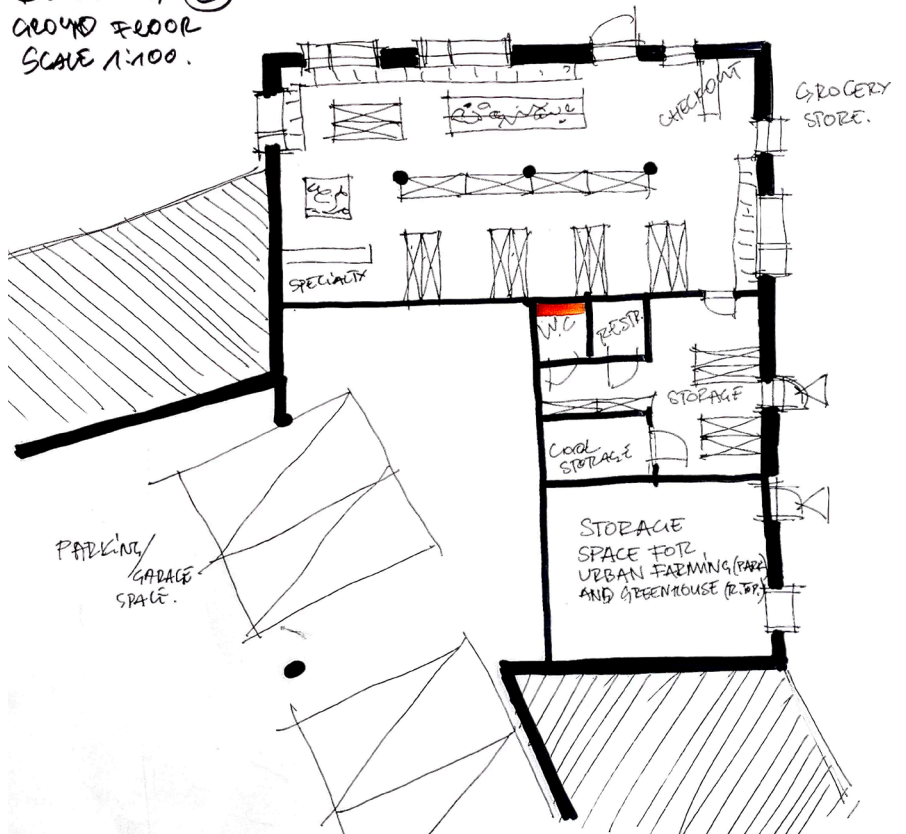 GROUND FLOOR
SCALE 1:100.
GROCERY
STORE.
CHECKOUT
SPECIALTY
W.C
RESTR.
STORAGE
COOL
STORAGE
STORAGE
SPACE FOR
URBAN FARMING (PARK)
AND GREENHOUSE (R.TOP.)
PARKING/
GARAGE
SPACE.